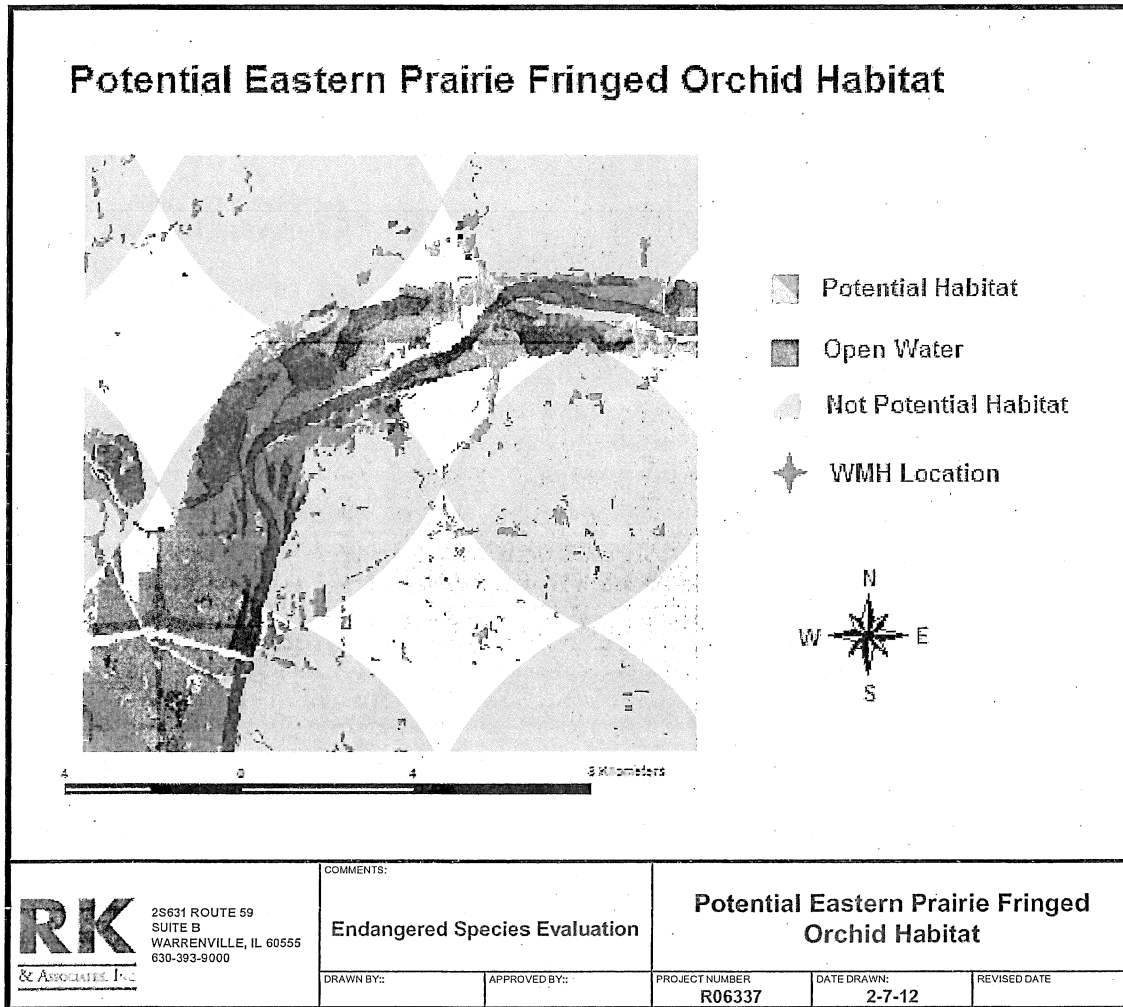 Potential Eastern Prairie Fringed Orchid Habitat
Potential Habitat
Open Water
Not Potential Habitat
WMH Location
N
W E
S
4 0 4 8 Kilometers
RK
& ASSOCIATES, INC
2S631 ROUTE 59
SUITE B
WARRENVILLE, IL 60555
630-393-9000
COMMENTS:
Endangered Species Evaluation
DRAWN BY::
APPROVED BY::
Potential Eastern Prairie Fringed
Orchid Habitat
PROJECT NUMBER
R06337
DATE DRAWN:
2-7-12
REVISED DATE